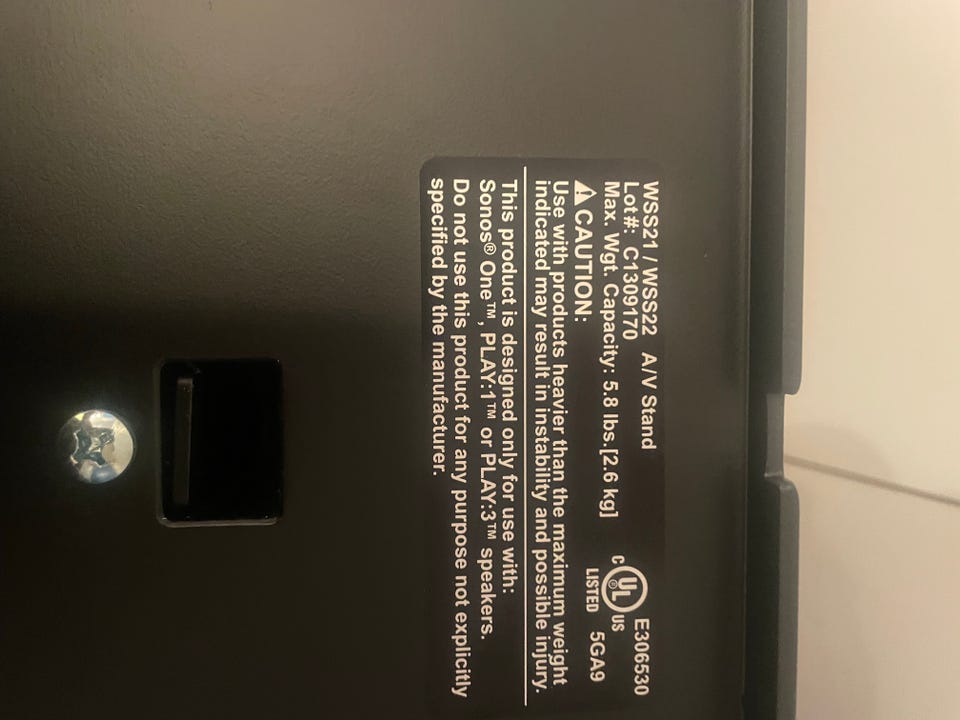 WSS21 / WSS22 A/V Stand
Lot#: C1309170
Max. Wgt. Capacity: 5.8 lbs.[2.6 kg]
E306530
C UL® US
LISTED 5GA9
⚠ CAUTION:
Use with products heavier than the maximum weight
indicated may result in instability and possible injury.
This product is designed only for use with:
Sonos® One™, PLAY:1™ or PLAY:3™ speakers.
Do not use this product for any purpose not explicitly
specified by the manufacturer.